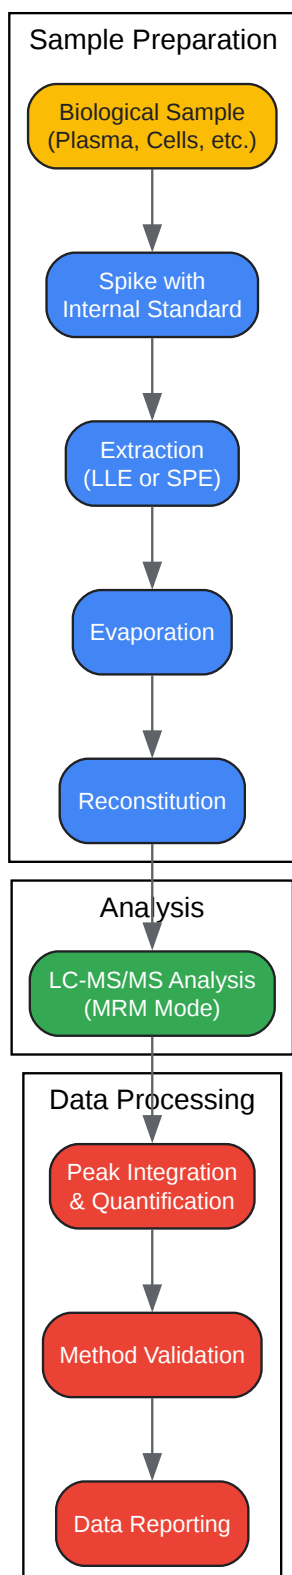 Sample Preparation
Biological Sample
(Plasma, Cells, etc.)
Spike with
Internal Standard
Extraction
(LLE or SPE)
Evaporation
Reconstitution
Analysis
LC-MS/MS Analysis
(MRM Mode)
Data Processing
Peak Integration
& Quantification
Method Validation
Data Reporting